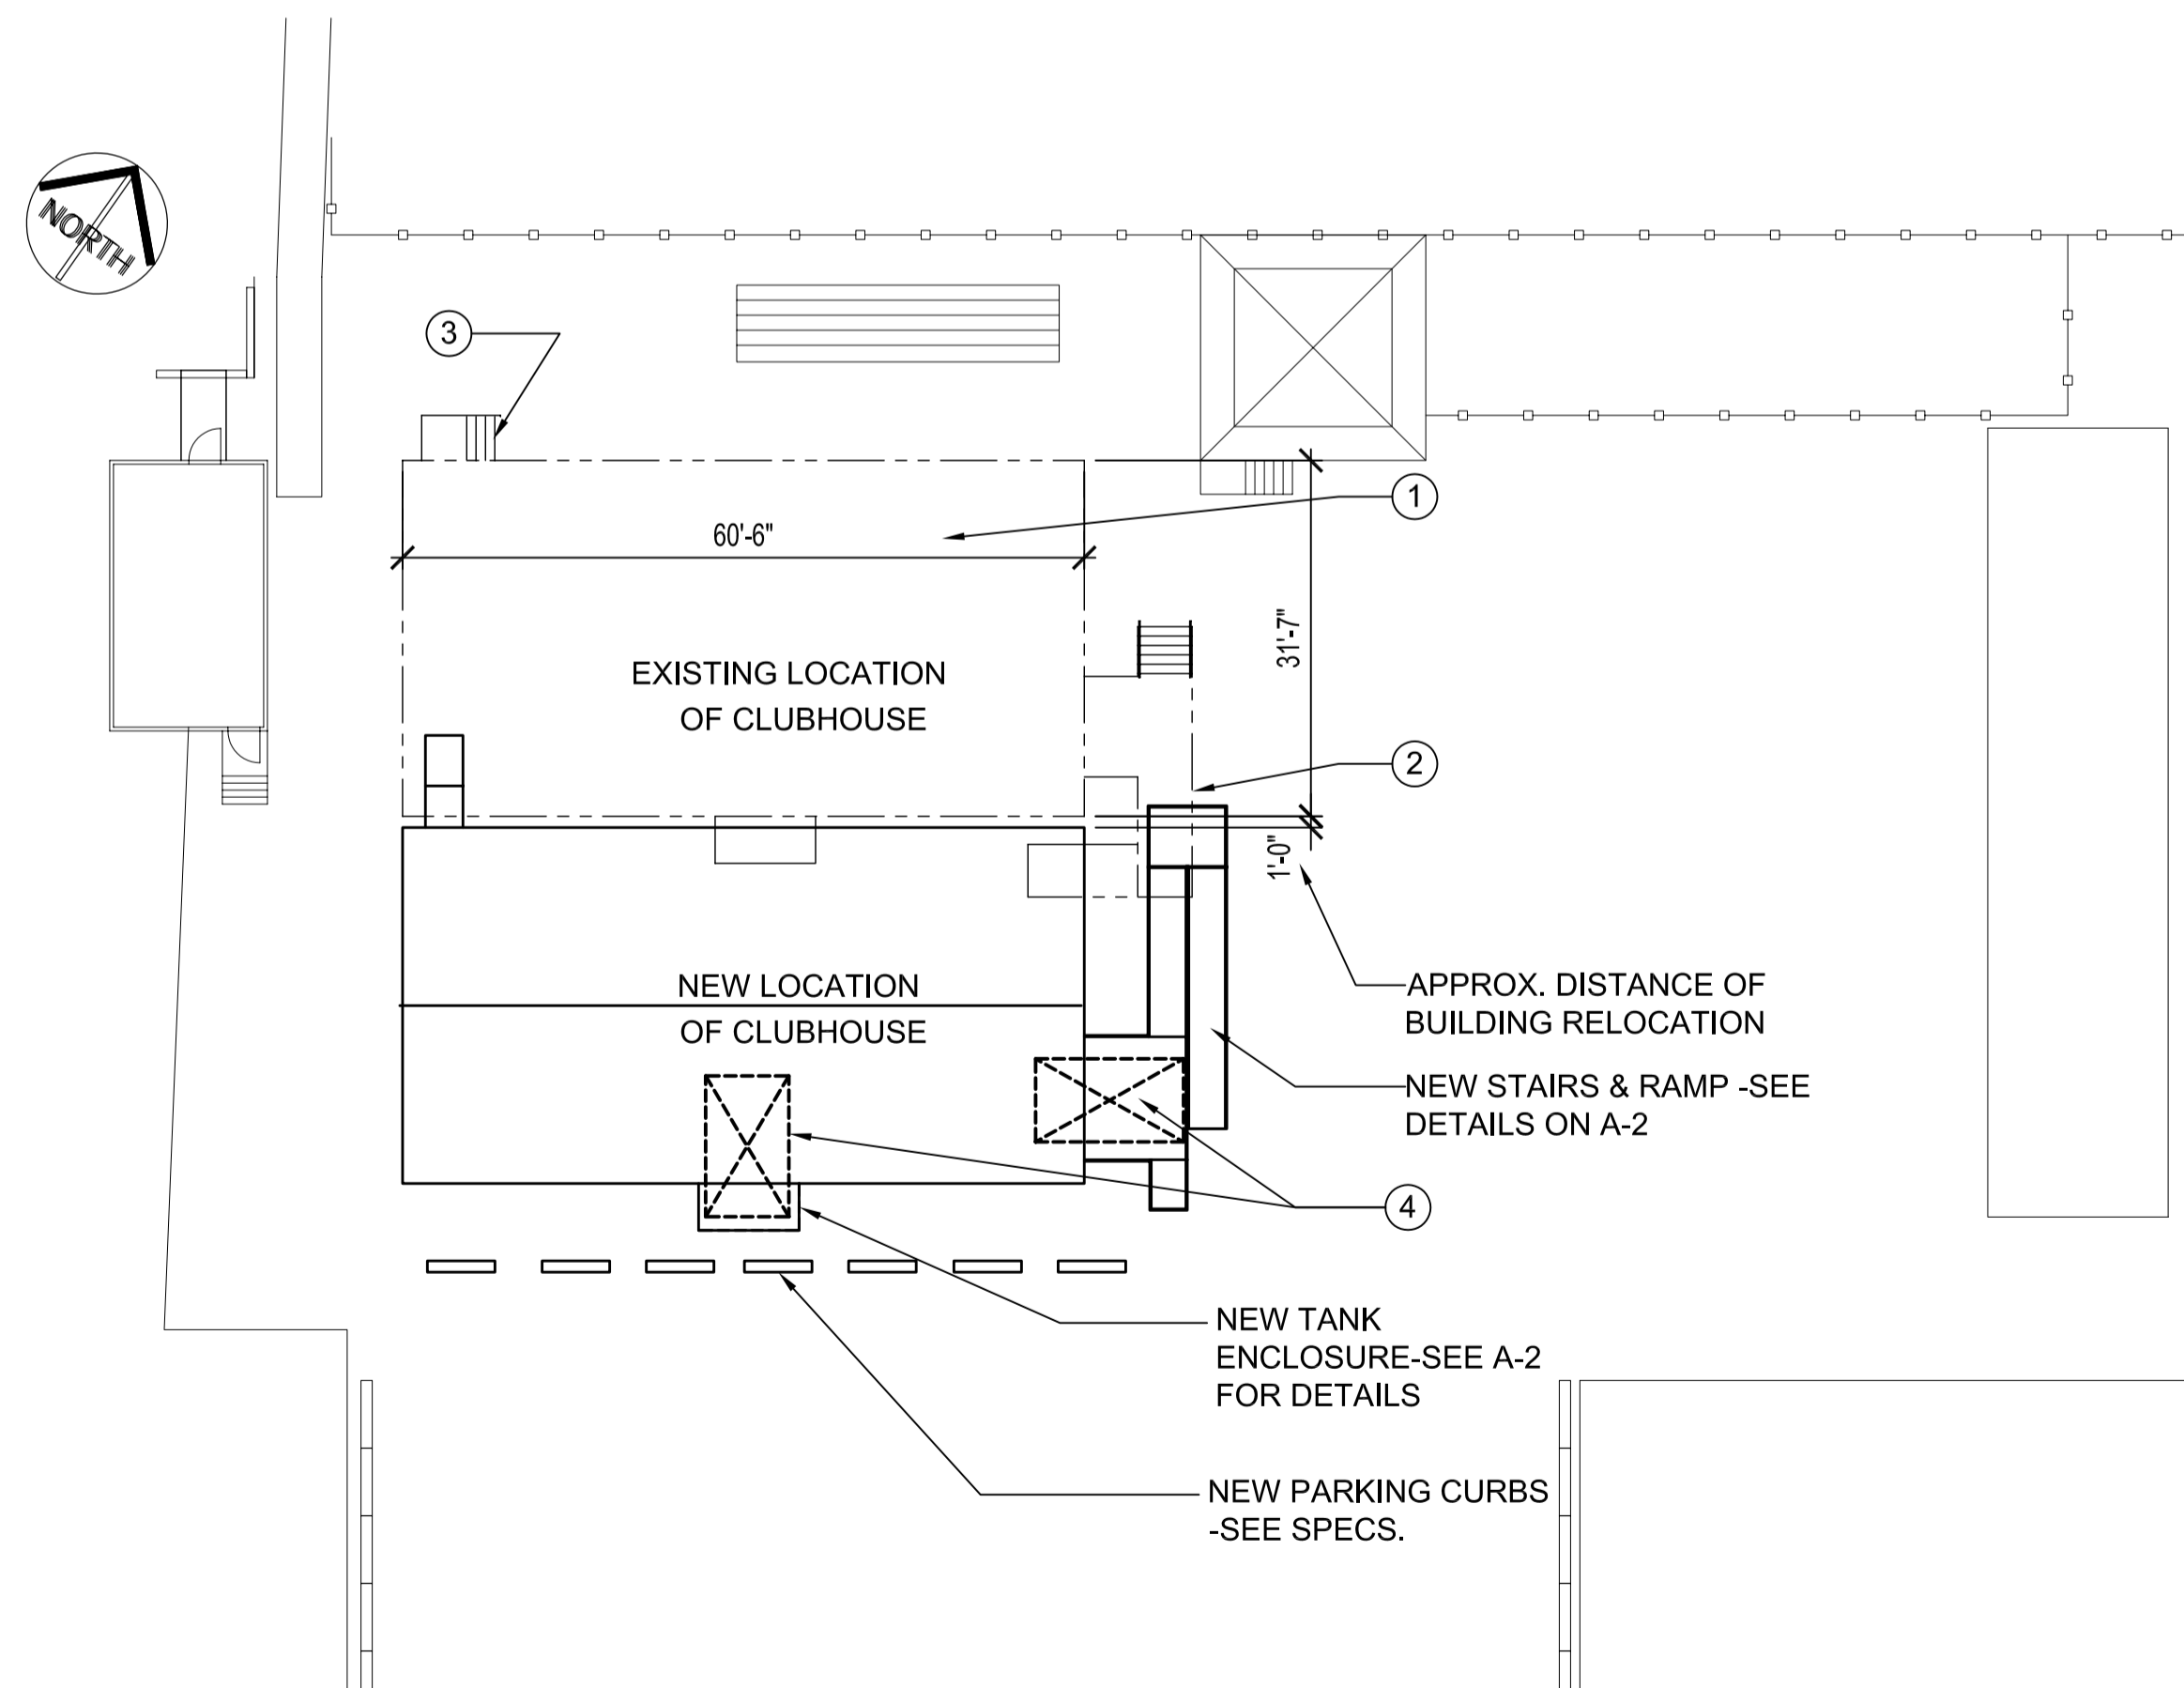 NORTH
3
1
60'-6"
31'-7"
EXISTING LOCATION
OF CLUBHOUSE
2
1'-0"
NEW LOCATION
OF CLUBHOUSE
APPROX. DISTANCE OF
BUILDING RELOCATION
NEW STAIRS & RAMP -SEE
DETAILS ON A-2
4
NEW TANK
ENCLOSURE-SEE A-2
FOR DETAILS
NEW PARKING CURBS
-SEE SPECS.